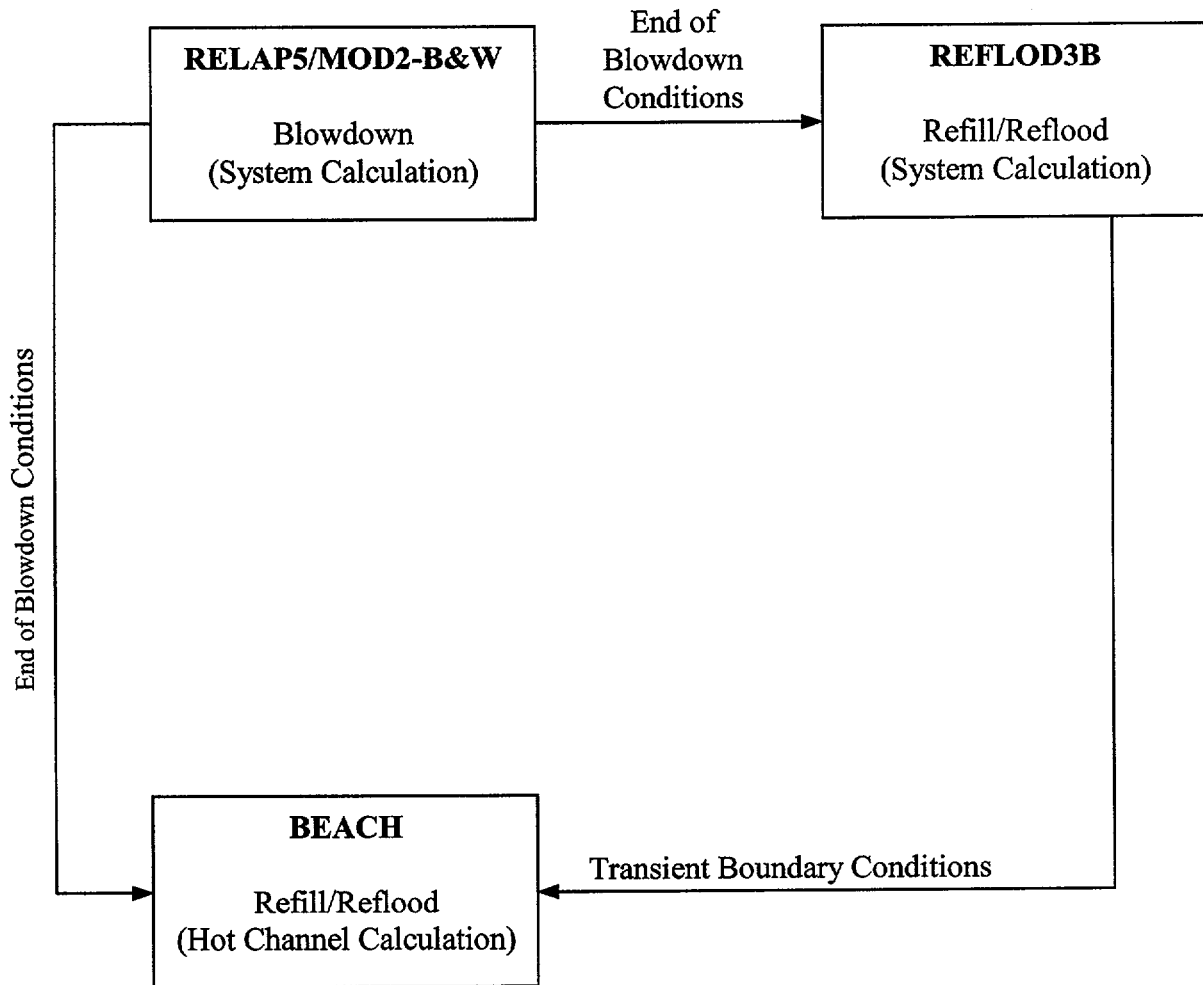 RELAP5/MOD2-B&W
Blowdown
(System Calculation)
End of
Blowdown
Conditions
REFLOD3B
Refill/Reflood
(System Calculation)
End of Blowdown Conditions
BEACH
Refill/Reflood
(Hot Channel Calculation)
Transient Boundary Conditions